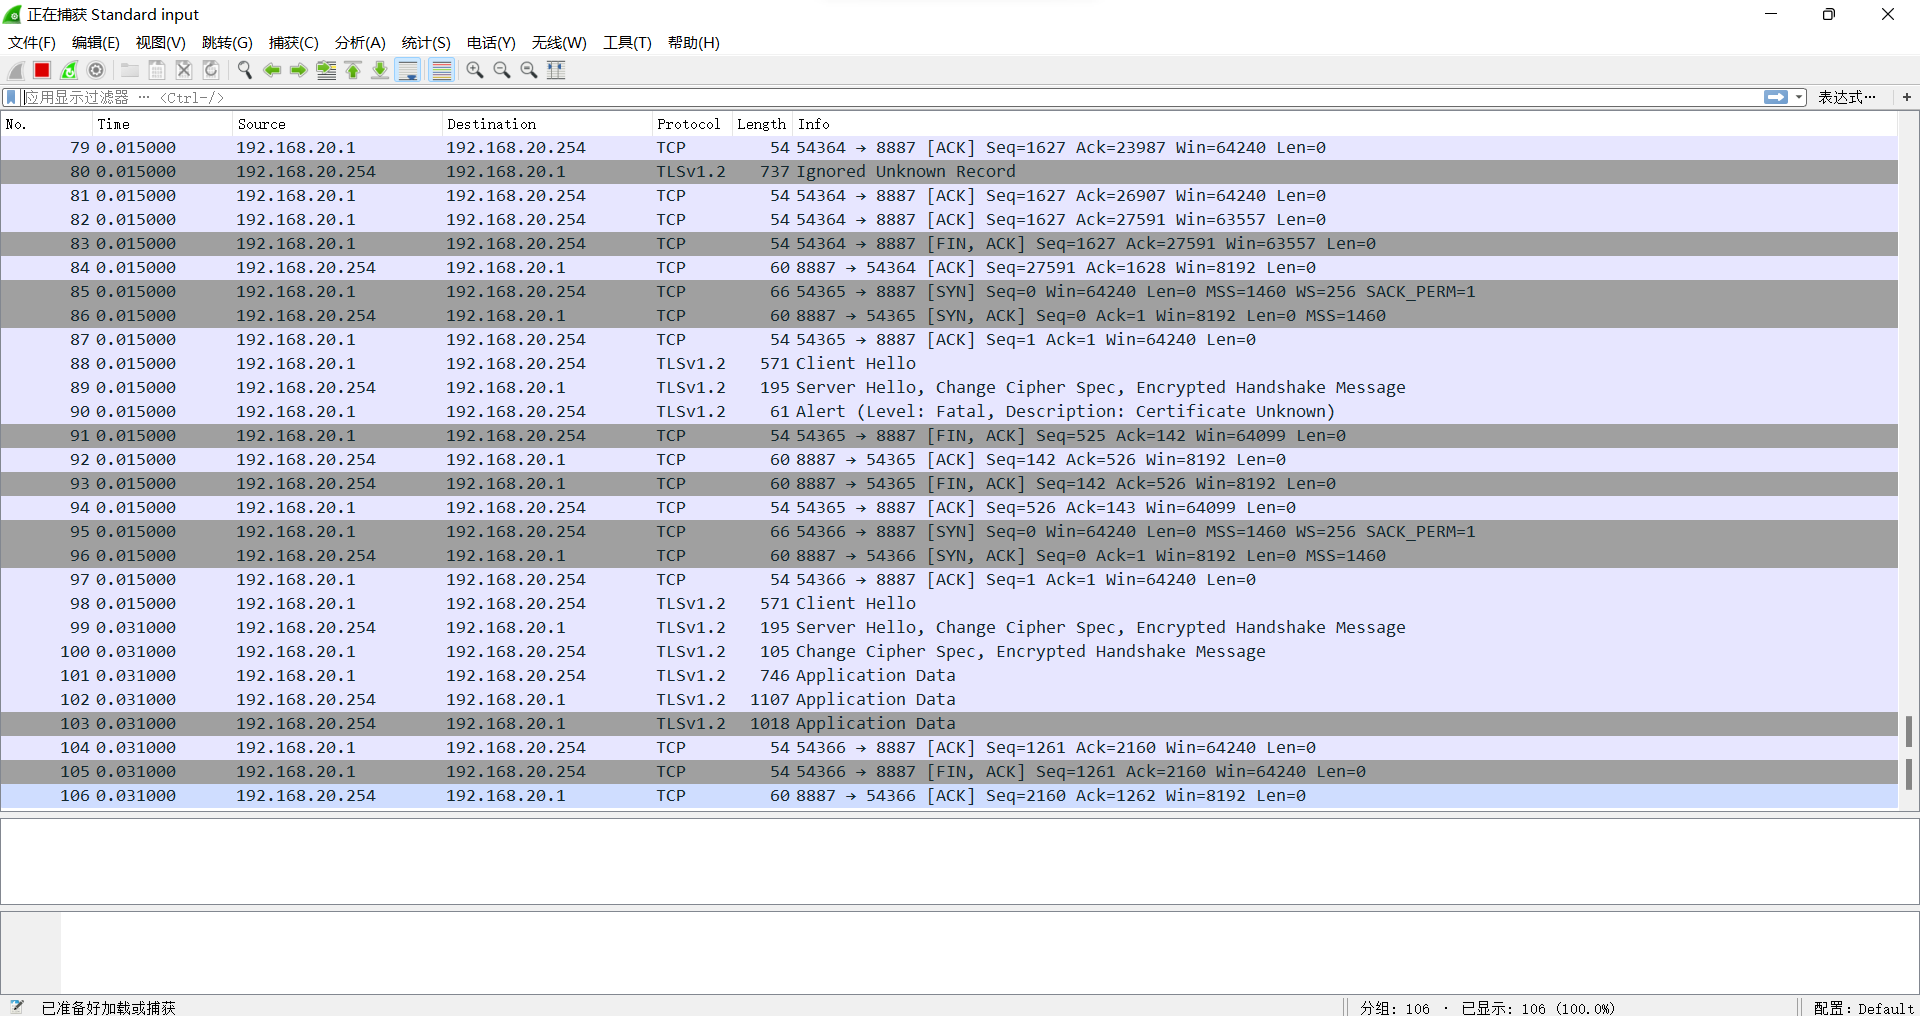 正在捕获 Standard input
文件(F) 编辑(E) 视图(V) 跳转(G) 捕获(C) 分析(A) 统计(S) 电话(Y) 无线(W) 工具(T) 帮助(H)
应用显示过滤器 … <Ctrl-/> 表达式… +
No. Time Source Destination Protocol Length Info
79 0.015000 192.168.20.1 192.168.20.254 TCP 54 54364 → 8887 [ACK] Seq=1627 Ack=23987 Win=64240 Len=0
80 0.015000 192.168.20.254 192.168.20.1 TLSv1.2 737 Ignored Unknown Record
81 0.015000 192.168.20.1 192.168.20.254 TCP 54 54364 → 8887 [ACK] Seq=1627 Ack=26907 Win=64240 Len=0
82 0.015000 192.168.20.1 192.168.20.254 TCP 54 54364 → 8887 [ACK] Seq=1627 Ack=27591 Win=63557 Len=0
83 0.015000 192.168.20.1 192.168.20.254 TCP 54 54364 → 8887 [FIN, ACK] Seq=1627 Ack=27591 Win=63557 Len=0
84 0.015000 192.168.20.254 192.168.20.1 TCP 60 8887 → 54364 [ACK] Seq=27591 Ack=1628 Win=8192 Len=0
85 0.015000 192.168.20.1 192.168.20.254 TCP 66 54365 → 8887 [SYN] Seq=0 Win=64240 Len=0 MSS=1460 WS=256 SACK_PERM=1
86 0.015000 192.168.20.254 192.168.20.1 TCP 60 8887 → 54365 [SYN, ACK] Seq=0 Ack=1 Win=8192 Len=0 MSS=1460
87 0.015000 192.168.20.1 192.168.20.254 TCP 54 54365 → 8887 [ACK] Seq=1 Ack=1 Win=64240 Len=0
88 0.015000 192.168.20.1 192.168.20.254 TLSv1.2 571 Client Hello
89 0.015000 192.168.20.254 192.168.20.1 TLSv1.2 195 Server Hello, Change Cipher Spec, Encrypted Handshake Message
90 0.015000 192.168.20.1 192.168.20.254 TLSv1.2 61 Alert (Level: Fatal, Description: Certificate Unknown)
91 0.015000 192.168.20.1 192.168.20.254 TCP 54 54365 → 8887 [FIN, ACK] Seq=525 Ack=142 Win=64099 Len=0
92 0.015000 192.168.20.254 192.168.20.1 TCP 60 8887 → 54365 [ACK] Seq=142 Ack=526 Win=8192 Len=0
93 0.015000 192.168.20.254 192.168.20.1 TCP 60 8887 → 54365 [FIN, ACK] Seq=142 Ack=526 Win=8192 Len=0
94 0.015000 192.168.20.1 192.168.20.254 TCP 54 54365 → 8887 [ACK] Seq=526 Ack=143 Win=64099 Len=0
95 0.015000 192.168.20.1 192.168.20.254 TCP 66 54366 → 8887 [SYN] Seq=0 Win=64240 Len=0 MSS=1460 WS=256 SACK_PERM=1
96 0.015000 192.168.20.254 192.168.20.1 TCP 60 8887 → 54366 [SYN, ACK] Seq=0 Ack=1 Win=8192 Len=0 MSS=1460
97 0.015000 192.168.20.1 192.168.20.254 TCP 54 54366 → 8887 [ACK] Seq=1 Ack=1 Win=64240 Len=0
98 0.015000 192.168.20.1 192.168.20.254 TLSv1.2 571 Client Hello
99 0.031000 192.168.20.254 192.168.20.1 TLSv1.2 195 Server Hello, Change Cipher Spec, Encrypted Handshake Message
100 0.031000 192.168.20.1 192.168.20.254 TLSv1.2 105 Change Cipher Spec, Encrypted Handshake Message
101 0.031000 192.168.20.1 192.168.20.254 TLSv1.2 746 Application Data
102 0.031000 192.168.20.254 192.168.20.1 TLSv1.2 1107 Application Data
103 0.031000 192.168.20.254 192.168.20.1 TLSv1.2 1018 Application Data
104 0.031000 192.168.20.1 192.168.20.254 TCP 54 54366 → 8887 [ACK] Seq=1261 Ack=2160 Win=64240 Len=0
105 0.031000 192.168.20.1 192.168.20.254 TCP 54 54366 → 8887 [FIN, ACK] Seq=1261 Ack=2160 Win=64240 Len=0
106 0.031000 192.168.20.254 192.168.20.1 TCP 60 8887 → 54366 [ACK] Seq=2160 Ack=1262 Win=8192 Len=0
已准备好加载或捕获 分组: 106 · 已显示: 106 (100.0%) 配置: Default